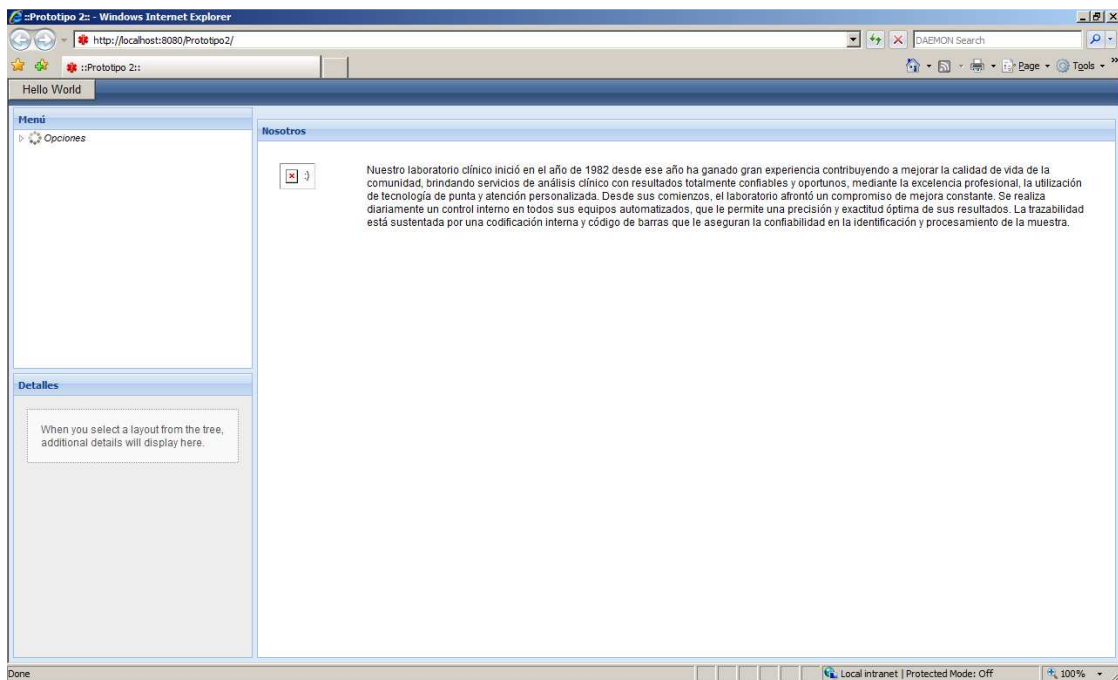 ::Prototipo 2:: - Windows Internet Explorer
http://localhost:8080/Prototipo2/
DAEMON Search
::Prototipo 2::
Page
Tools
Hello World
Menú
Opciones
Detalles
When you select a layout from the tree,
additional details will display here.
Nosotros
:)
Nuestro laboratorio clínico inició en el año de 1982 desde ese año ha ganado gran experiencia contribuyendo a mejorar la calidad de vida de la
comunidad, brindando servicios de análisis clínico con resultados totalmente confiables y oportunos, mediante la excelencia profesional, la utilización
de tecnología de punta y atención personalizada. Desde sus comienzos, el laboratorio afrontó un compromiso de mejora constante. Se realiza
diariamente un control interno en todos sus equipos automatizados, que le permite una precisión y exactitud óptima de sus resultados. La trazabilidad
está sustentada por una codificación interna y código de barras que le aseguran la confiabilidad en la identificación y procesamiento de la muestra.
Done
Local intranet | Protected Mode: Off
100%